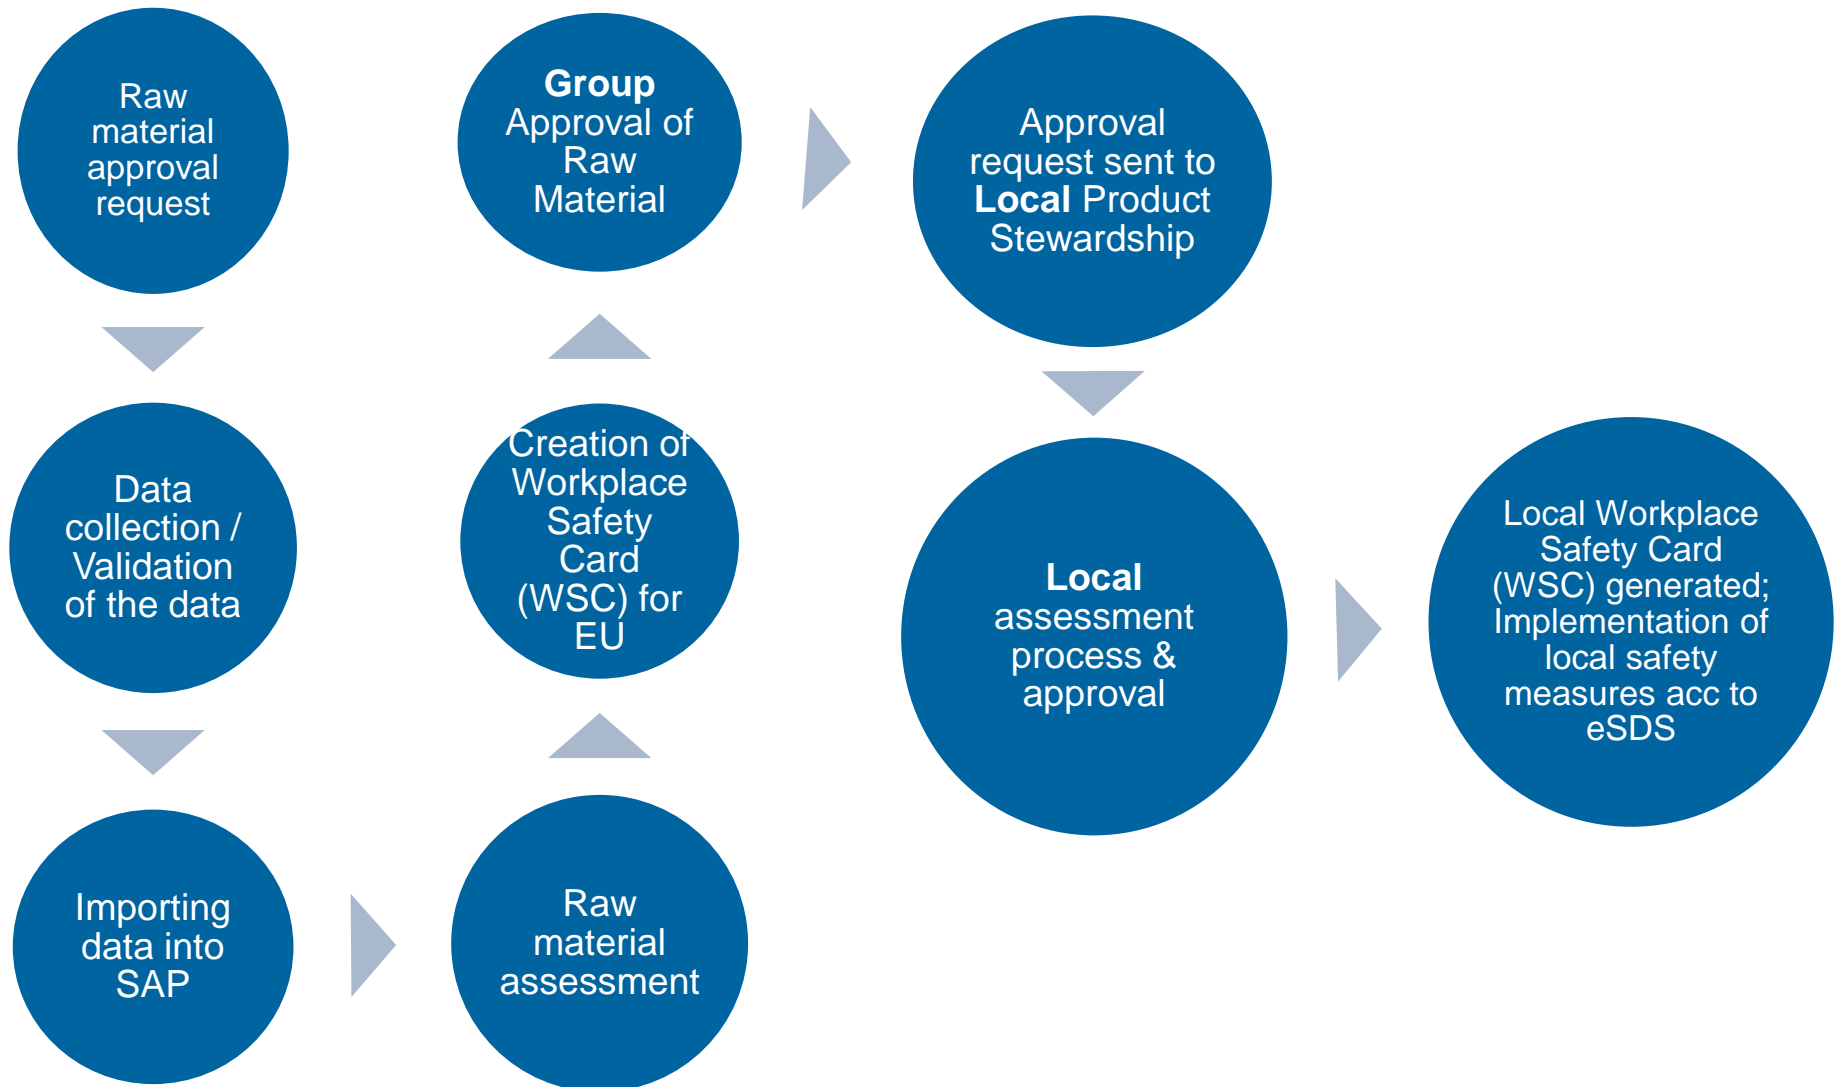 Raw
material
approval
request
Data
collection /
Validation
of the data
Importing
data into
SAP
Raw
material
assessment
Creation of
Workplace
Safety
Card
(WSC) for
EU
Group
Approval of
Raw
Material
Approval
request sent to
Local Product
Stewardship
Local
assessment
process &
approval
Local Workplace
Safety Card
(WSC) generated;
Implementation of
local safety
measures acc to
eSDS